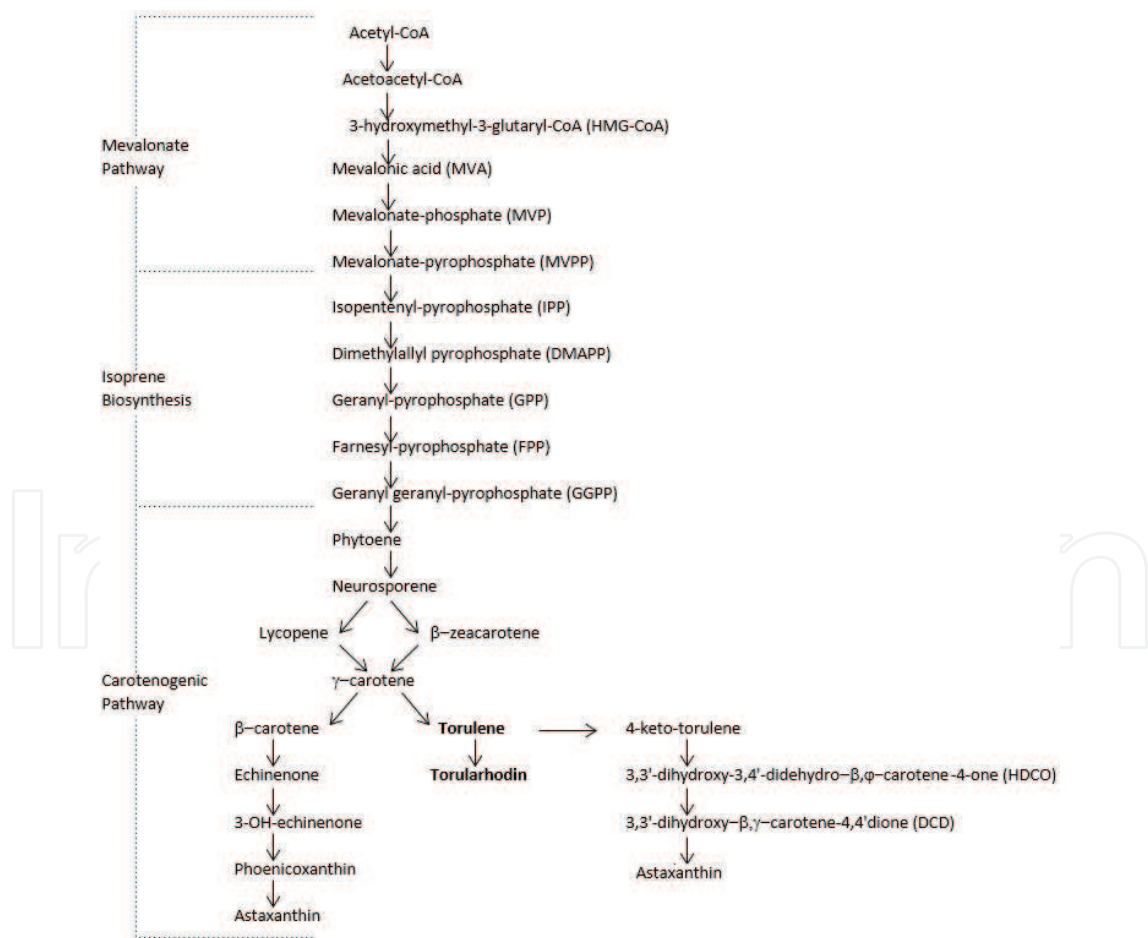 Acetyl-CoA
Acetoacetyl-CoA
3-hydroxymethyl-3-glutaryl-CoA (HMG-CoA)
Mevalonate
Pathway
Mevalonic acid (MVA)
Mevalonate-phosphate (MVP)
Mevalonate-pyrophosphate (MVPP)
Isopentenyl-pyrophosphate (IPP)
Dimethylallyl pyrophosphate (DMAPP)
Isoprene
Biosynthesis
Geranyl-pyrophosphate (GPP)
Farnesyl-pyrophosphate (FPP)
Geranyl geranyl-pyrophosphate (GGPP)
Phytoene
Neurosporene
Lycopene
β–zeacarotene
Carotenogenic
Pathway
γ–carotene
β–carotene
Torulene
4-keto-torulene
Echinenone
Torularhodin
3,3'-dihydroxy-3,4'-didehydro–β,φ–carotene-4-one (HDCO)
3-OH-echinenone
3,3'-dihydroxy–β,γ–carotene-4,4'dione (DCD)
Phoenicoxanthin
Astaxanthin
Astaxanthin